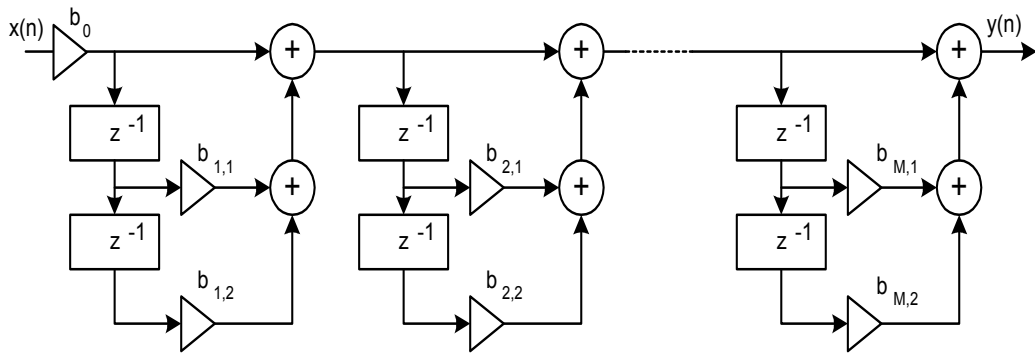 x(n) b0 y(n)
+ + +
z-1 z-1 z-1
b1,1 b2,1 bM,1
+ + +
z-1 z-1 z-1
b1,2 b2,2 bM,2